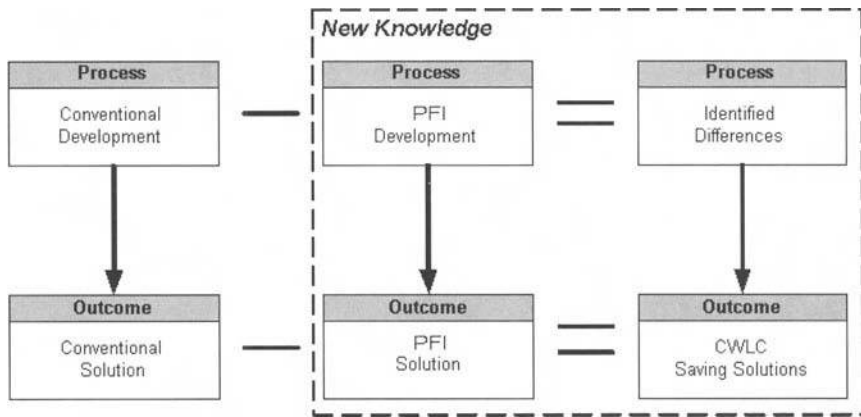 New Knowledge
Process
Conventional
Development
Process
PFI
Development
Process
Identified
Differences
Outcome
Conventional
Solution
Outcome
PFI
Solution
Outcome
CWLC
Saving Solutions